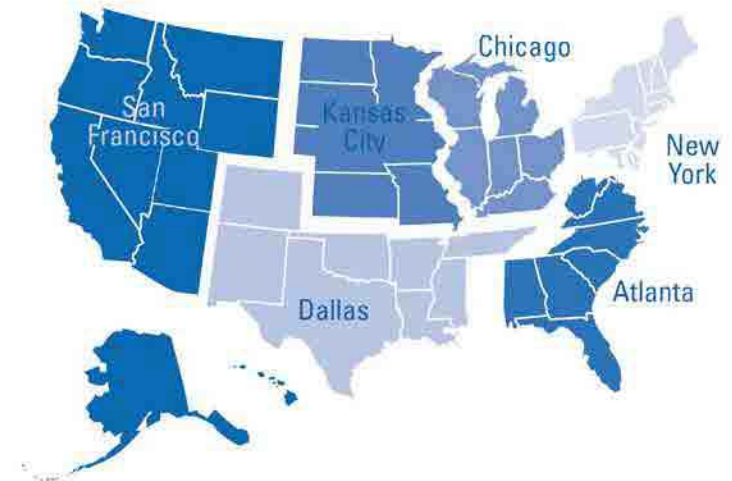 Chicago
San
Francisco
Kansas
City
New
York
Dallas
Atlanta